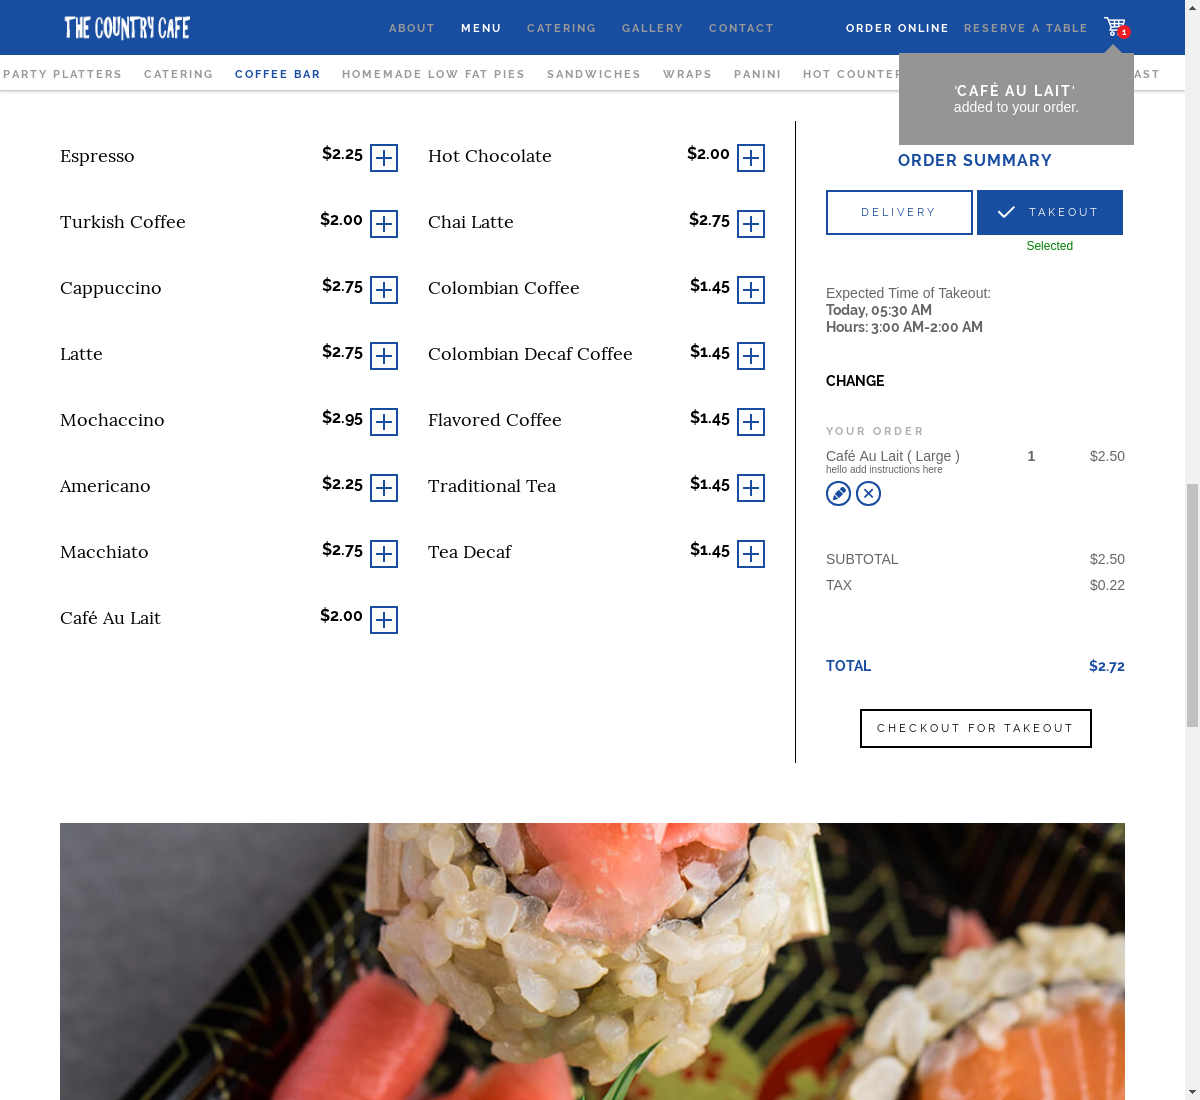 THE COUNTRY CAFE
ABOUT MENU CATERING GALLERY CONTACT ORDER ONLINE RESERVE A TABLE 1
PARTY PLATTERS CATERING COFFEE BAR HOMEMADE LOW FAT PIES SANDWICHES WRAPS PANINI HOT COUNTER
'CAFÉ AU LAIT'
added to your order.
Espresso $2.25
Turkish Coffee $2.00
Cappuccino $2.75
Latte $2.75
Mochaccino $2.95
Americano $2.25
Macchiato $2.75
Café Au Lait $2.00
Hot Chocolate $2.00
Chai Latte $2.75
Colombian Coffee $1.45
Colombian Decaf Coffee $1.45
Flavored Coffee $1.45
Traditional Tea $1.45
Tea Decaf $1.45
ORDER SUMMARY
DELIVERY TAKEOUT
Selected
Expected Time of Takeout:
Today, 05:30 AM
Hours: 3:00 AM-2:00 AM
CHANGE
YOUR ORDER
Café Au Lait ( Large ) 1 $2.50
hello add instructions here
SUBTOTAL $2.50
TAX $0.22
TOTAL $2.72
CHECKOUT FOR TAKEOUT